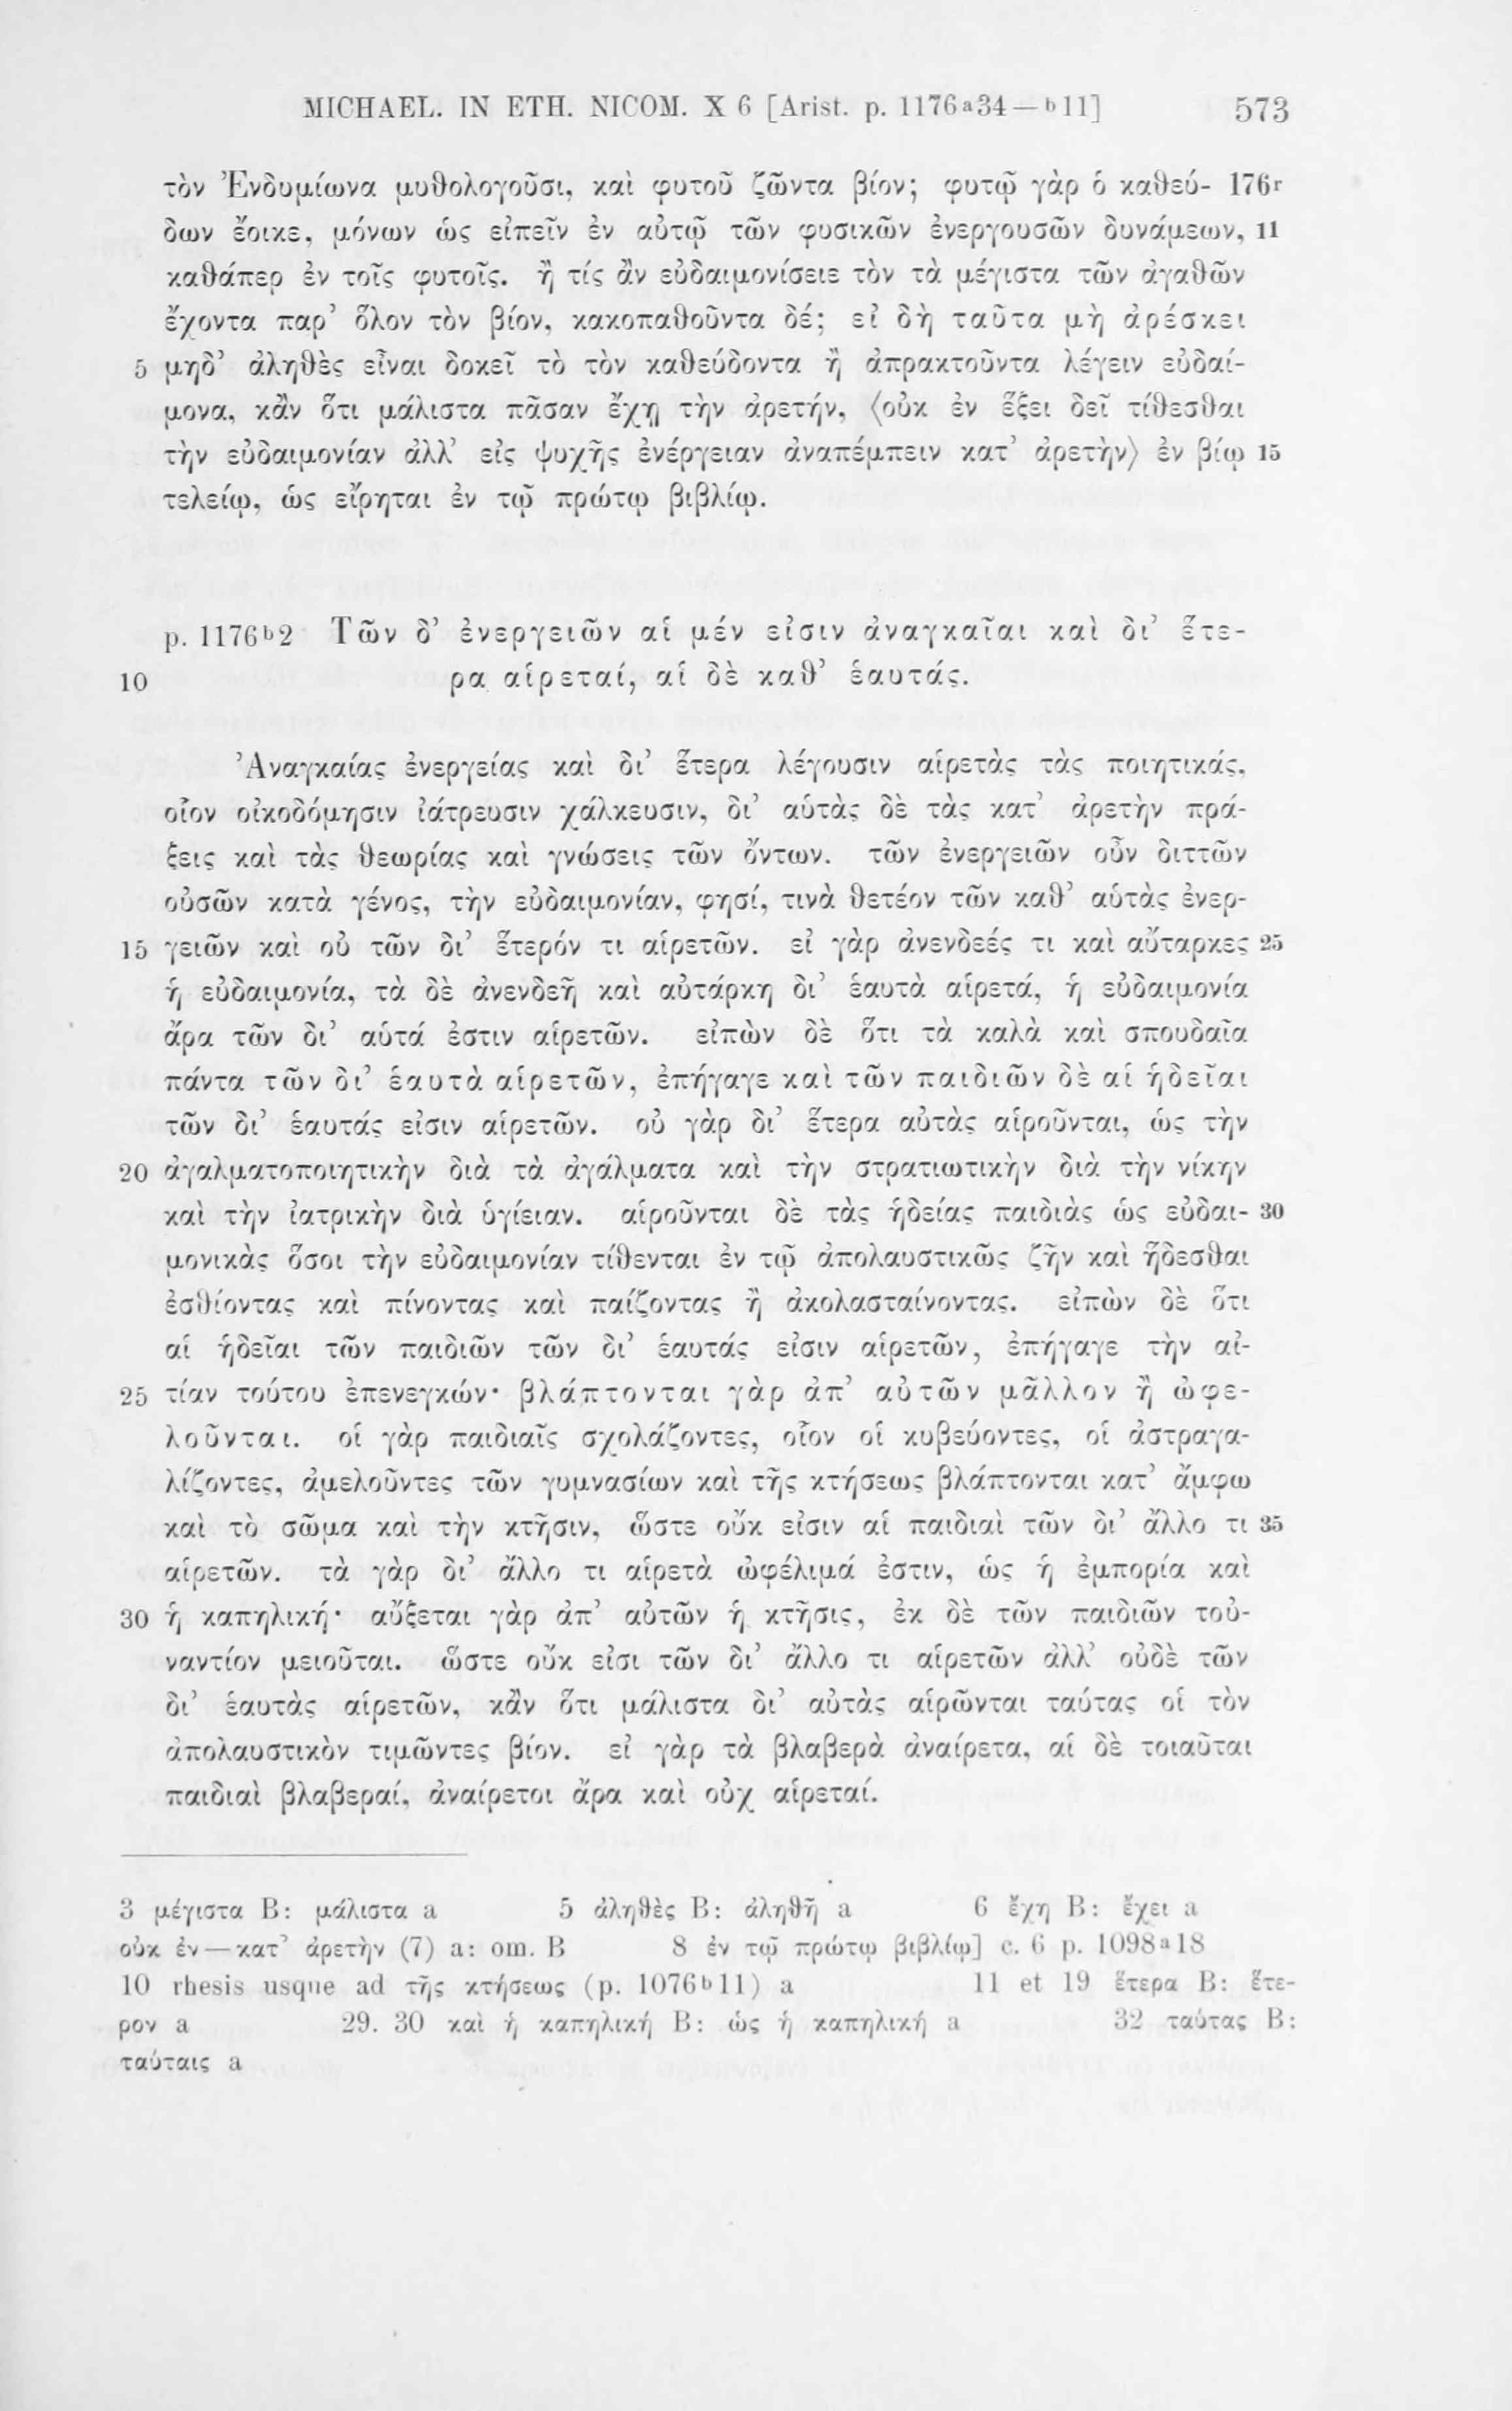 MICHAEL. IN ETH. NICOM. X 6 [Arist. p. 1176a34 — b11] 573
τὸν Ἐνδυμίωνα μυθολογοῦσι, καὶ φυτοῦ ζῶντα βίον; φυτῷ γὰρ ὁ καθεύ- 176r
δων ἔοικε, μόνων ὡς εἰπεῖν ἐν αὐτῷ τῶν φυσικῶν ἐνεργουσῶν δυνάμεων, 11
καθάπερ ἐν τοῖς φυτοῖς. ἢ τίς ἂν εὐδαιμονίσειε τὸν τὰ μέγιστα τῶν ἀγαθῶν
ἔχοντα παρ’ ὅλον τὸν βίον, κακοπαθοῦντα δέ; εἰ δὴ ταῦτα μὴ ἀρέσκει
5 μηδ’ ἀληθὲς εἶναι δοκεῖ τὸ τὸν καθεύδοντα ἢ ἀπρακτοῦντα λέγειν εὐδαί-
μονα, κἂν ὅτι μάλιστα πᾶσαν ἔχῃ τὴν ἀρετήν, ⟨οὐκ ἐν ἕξει δεῖ τίθεσθαι
τὴν εὐδαιμονίαν ἀλλ’ εἰς ψυχῆς ἐνέργειαν ἀναπέμπειν κατ’ ἀρετὴν⟩ ἐν βίῳ 15
τελείῳ, ὡς εἴρηται ἐν τῷ πρώτῳ βιβλίῳ.
p. 1176b2 Τῶν δ’ ἐνεργειῶν αἱ μέν εἰσιν ἀναγκαῖαι καὶ δι’ ἕτε-
10 ρα αἱρεταί, αἱ δὲ καθ’ ἑαυτάς.
Ἀναγκαίας ἐνεργείας καὶ δι’ ἕτερα λέγουσιν αἱρετὰς τὰς ποιητικάς,
οἷον οἰκοδόμησιν ἰάτρευσιν χάλκευσιν, δι’ αὑτὰς δὲ τὰς κατ’ ἀρετὴν πρά-
ξεις καὶ τὰς θεωρίας καὶ γνώσεις τῶν ὄντων. τῶν ἐνεργειῶν οὖν διττῶν
οὐσῶν κατὰ γένος, τὴν εὐδαιμονίαν, φησί, τινὰ θετέον τῶν καθ’ αὑτὰς ἐνερ-
15 γειῶν καὶ οὐ τῶν δι’ ἕτερόν τι αἱρετῶν. εἰ γὰρ ἀνενδεές τι καὶ αὔταρκες 25
ἡ εὐδαιμονία, τὰ δὲ ἀνενδεῆ καὶ αὐτάρκη δι’ ἑαυτὰ αἱρετά, ἡ εὐδαιμονία
ἄρα τῶν δι’ αὑτά ἐστιν αἱρετῶν. εἰπὼν δὲ ὅτι τὰ καλὰ καὶ σπουδαῖα
πάντα τῶν δι’ ἑαυτὰ αἱρετῶν, ἐπήγαγε καὶ τῶν παιδιῶν δὲ αἱ ἡδεῖαι
τῶν δι’ ἑαυτάς εἰσιν αἱρετῶν. οὐ γὰρ δι’ ἕτερα αὐτὰς αἱροῦνται, ὡς τὴν
20 ἀγαλματοποιητικὴν διὰ τὰ ἀγάλματα καὶ τὴν στρατιωτικὴν διὰ τὴν νίκην
καὶ τὴν ἰατρικὴν διὰ ὑγίειαν. αἱροῦνται δὲ τὰς ἡδείας παιδιὰς ὡς εὐδαι- 30
μονικὰς ὅσοι τὴν εὐδαιμονίαν τίθενται ἐν τῷ ἀπολαυστικῶς ζῆν καὶ ἥδεσθαι
ἐσθίοντας καὶ πίνοντας καὶ παίζοντας ἢ ἀκολασταίνοντας. εἰπὼν δὲ ὅτι
αἱ ἡδεῖαι τῶν παιδιῶν τῶν δι’ ἑαυτάς εἰσιν αἱρετῶν, ἐπήγαγε τὴν αἰ-
25 τίαν τούτου ἐπενεγκών· βλάπτονται γὰρ ἀπ’ αὐτῶν μᾶλλον ἢ ὠφε-
λοῦνται. οἱ γὰρ παιδιαῖς σχολάζοντες, οἷον οἱ κυβεύοντες, οἱ ἀστραγα-
λίζοντες, ἀμελοῦντες τῶν γυμνασίων καὶ τῆς κτήσεως βλάπτονται κατ’ ἄμφω
καὶ τὸ σῶμα καὶ τὴν κτῆσιν, ὥστε οὔκ εἰσιν αἱ παιδιαὶ τῶν δι’ ἄλλο τι 35
αἱρετῶν. τὰ γὰρ δι’ ἄλλο τι αἱρετὰ ὠφέλιμά ἐστιν, ὡς ἡ ἐμπορία καὶ
30 ἡ καπηλική· αὔξεται γὰρ ἀπ’ αὐτῶν ἡ κτῆσις, ἐκ δὲ τῶν παιδιῶν τοὐ-
ναντίον μειοῦται. ὥστε οὔκ εἰσι τῶν δι’ ἄλλο τι αἱρετῶν ἀλλ’ οὐδὲ τῶν
δι’ ἑαυτὰς αἱρετῶν, κἂν ὅτι μάλιστα δι’ αὐτὰς αἱρῶνται ταύτας οἱ τὸν
ἀπολαυστικὸν τιμῶντες βίον. εἰ γὰρ τὰ βλαβερὰ ἀναίρετα, αἱ δὲ τοιαῦται
παιδιαὶ βλαβεραί, ἀναίρετοι ἄρα καὶ οὐχ αἱρεταί.
3 μέγιστα B: μάλιστα a 5 ἀληθὲς B: ἀληθῆ a 6 ἔχη B: ἔχει a
οὐκ ἐν — κατ’ ἀρετὴν (7) a: om. B 8 ἐν τῷ πρώτῳ βιβλίῳ] c. 6 p. 1098a18
10 rhesis usque ad τῆς κτήσεως (p. 1076b11) a 11 et 19 ἕτερα B: ἕτε-
ρον a 29. 30 καὶ ἡ καπηλική B: ὡς ἡ καπηλική a 32 ταύτας B:
ταύταις a